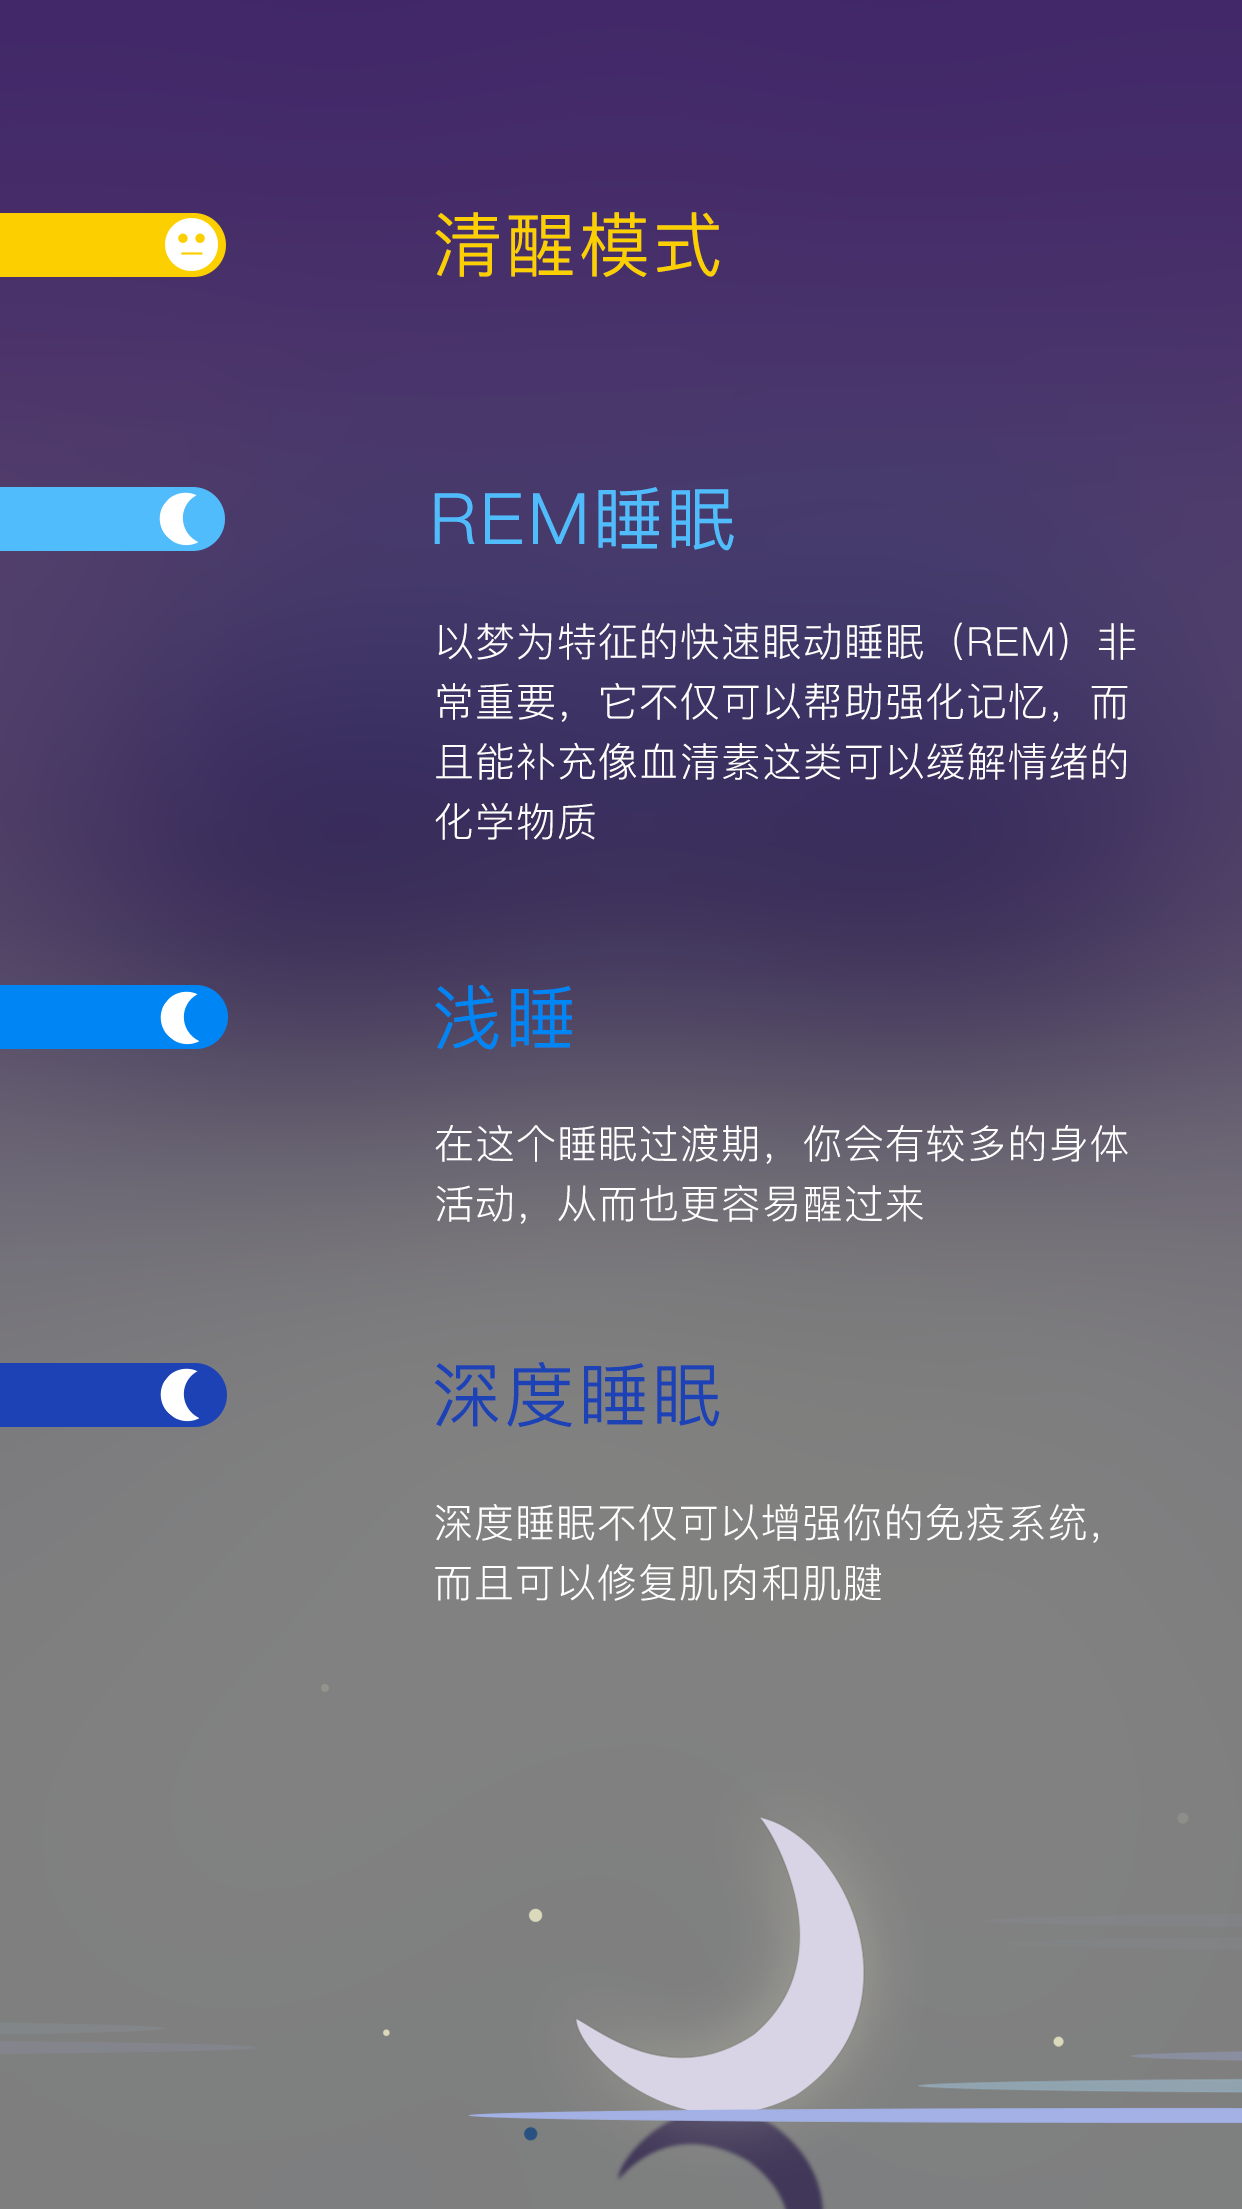 清醒模式
REM睡眠
以梦为特征的快速眼动睡眠（REM）非
常重要，它不仅可以帮助强化记忆，而
且能补充像血清素这类可以缓解情绪的
化学物质
浅睡
在这个睡眠过渡期，你会有较多的身体
活动，从而也更容易醒过来
深度睡眠
深度睡眠不仅可以增强你的免疫系统，
而且可以修复肌肉和肌腱